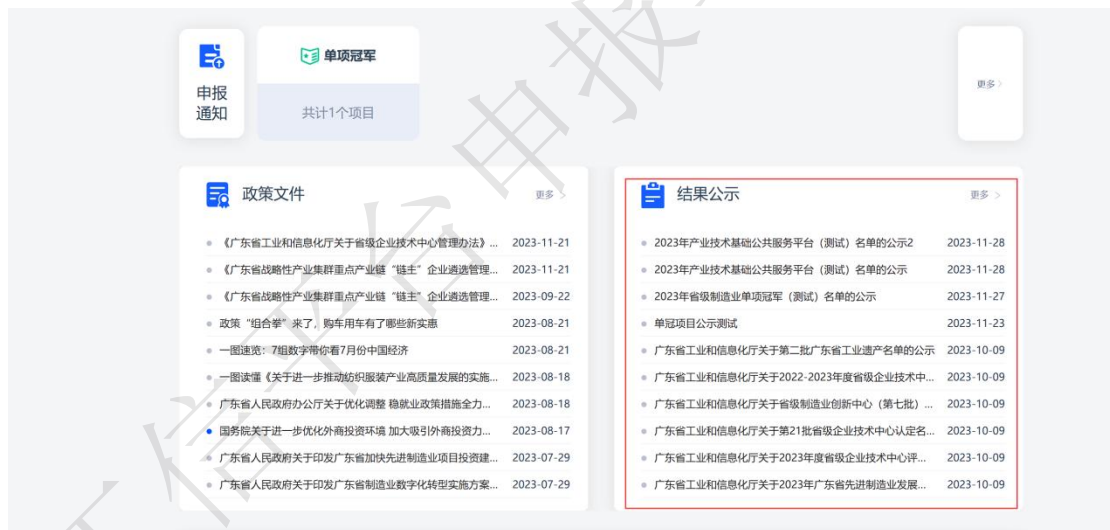 单项冠军
申报
通知
共计1个项目
更多 >
政策文件
更多 >
《广东省工业和信息化厅关于省级企业技术中心管理办法》... 2023-11-21
《广东省战略性产业集群重点产业链“链主”企业遴选管理... 2023-11-21
《广东省战略性产业集群重点产业链“链主”企业遴选管理... 2023-09-22
政策“组合拳”来了，购车用车有了哪些新实惠 2023-08-21
一图速览：7组数字带你看7月份中国经济 2023-08-21
一图读懂《关于进一步推动纺织服装产业高质量发展的实施... 2023-08-18
广东省人民政府办公厅关于优化调整 稳就业政策措施全力... 2023-08-18
国务院关于进一步优化外商投资环境 加大吸引外商投资力... 2023-08-17
广东省人民政府关于印发广东省加快先进制造业项目投资建... 2023-07-29
广东省人民政府关于印发广东省制造业数字化转型实施方案... 2023-07-29
结果公示
更多 >
2023年产业技术基础公共服务平台（测试）名单的公示2 2023-11-28
2023年产业技术基础公共服务平台（测试）名单的公示 2023-11-28
2023年省级制造业单项冠军（测试）名单的公示 2023-11-27
单冠项目公示测试 2023-11-23
广东省工业和信息化厅关于第二批广东省工业遗产名单的公示 2023-10-09
广东省工业和信息化厅关于2022-2023年度省级企业技术中... 2023-10-09
广东省工业和信息化厅关于省级制造业创新中心（第七批）... 2023-10-09
广东省工业和信息化厅关于第21批省级企业技术中心认定名... 2023-10-09
广东省工业和信息化厅关于2023年度省级企业技术中心评... 2023-10-09
广东省工业和信息化厅关于2023年广东省先进制造业发展... 2023-10-09
信平台申报